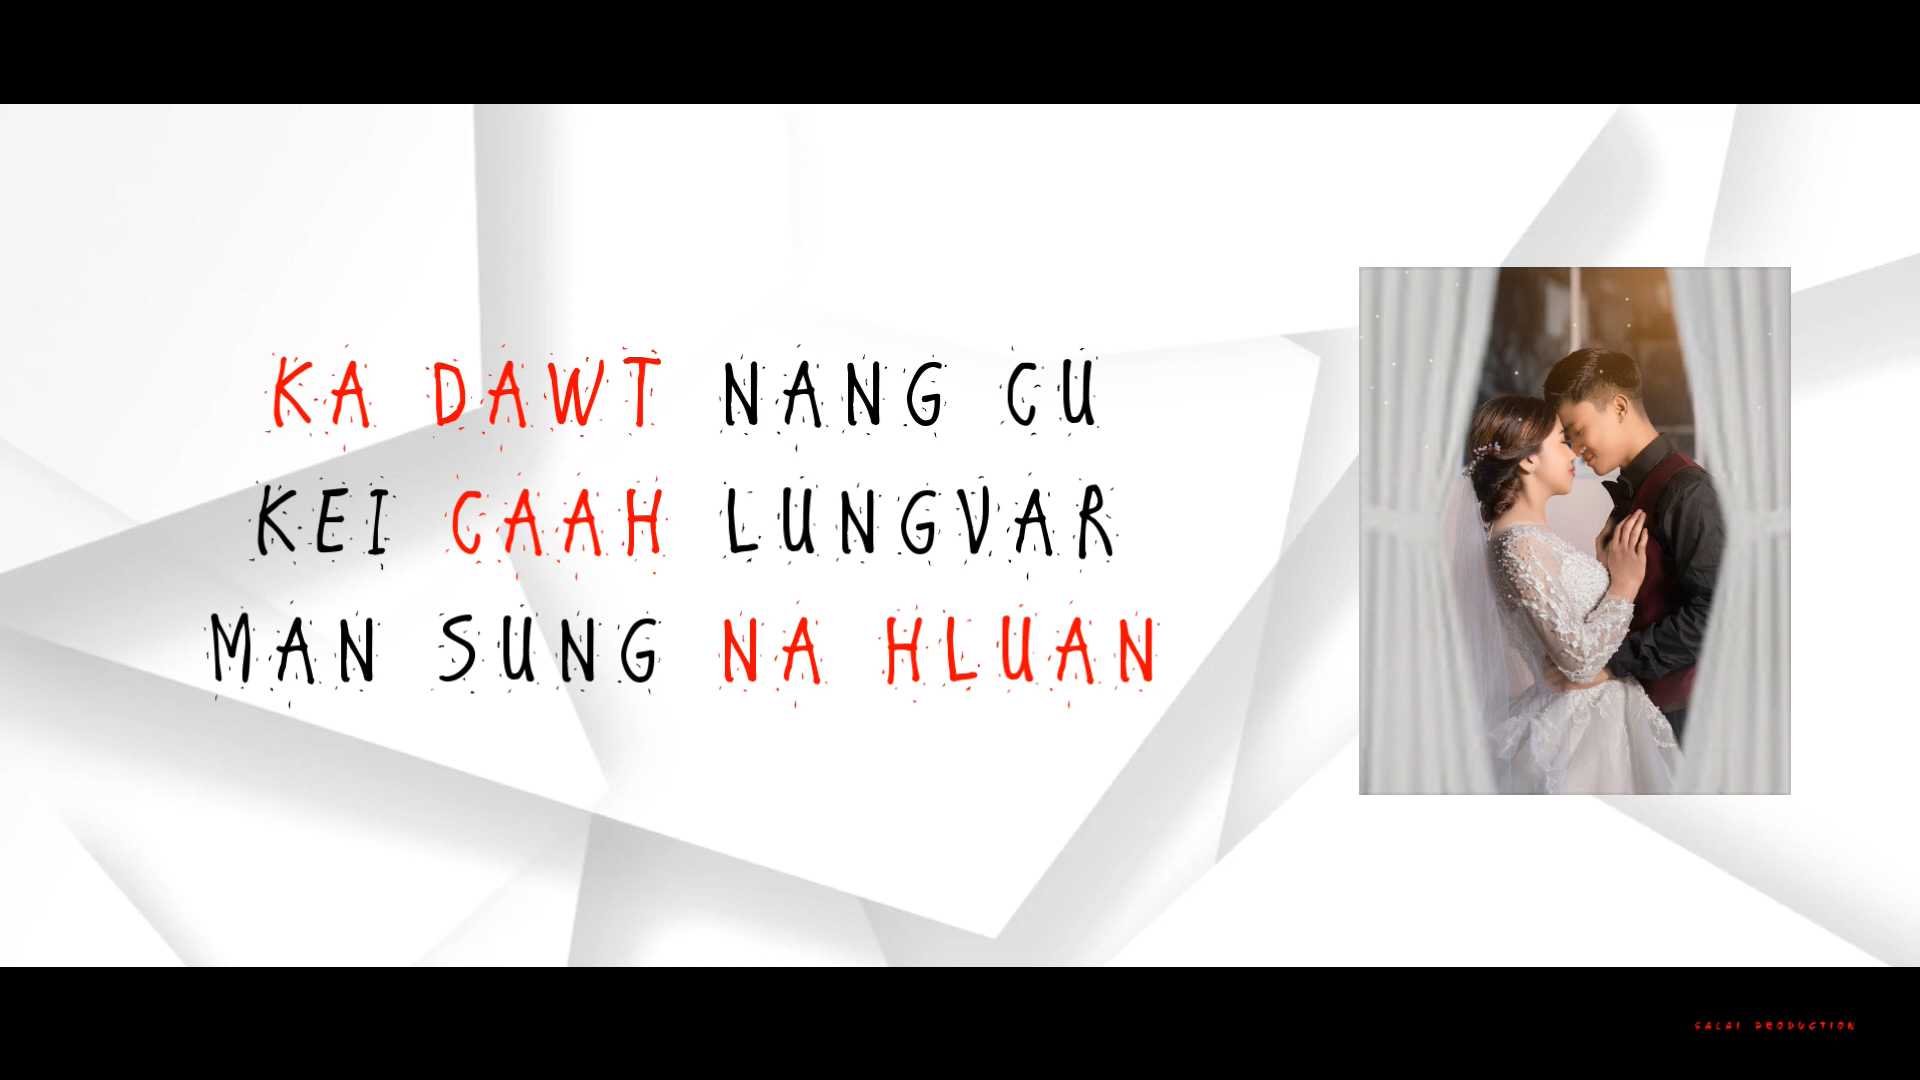 KA DAWT NANG CU
KEI CAAH LUNGVAR
MAN SUNG NA HLUAN
SALAI PRODUCTION